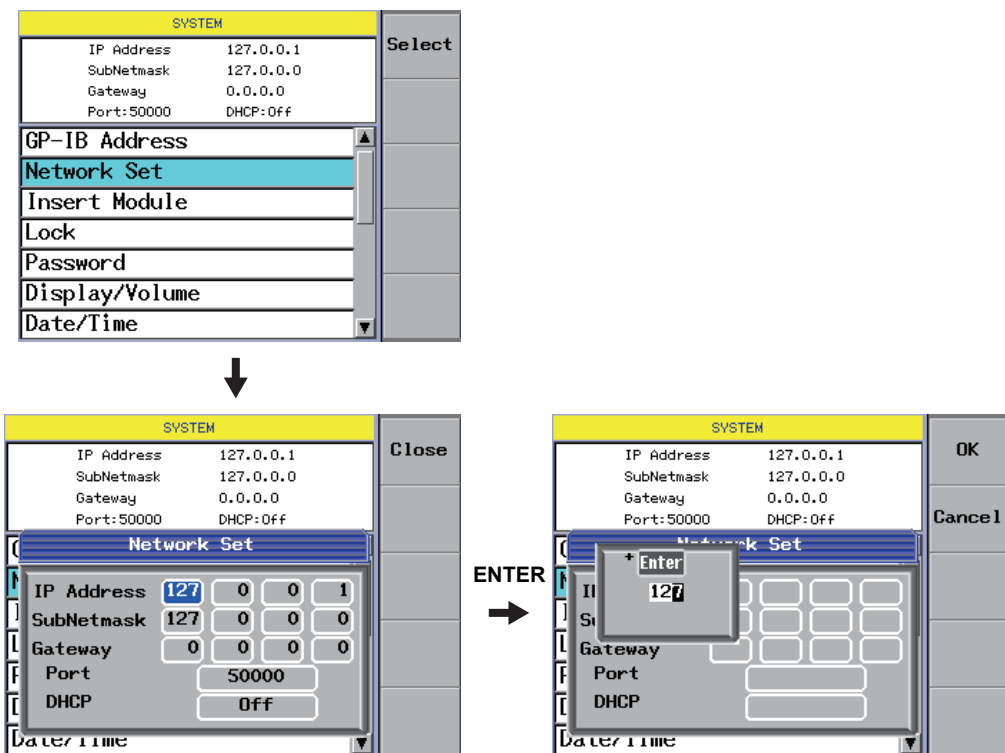 SYSTEM
IP Address 127.0.0.1
SubNetmask 127.0.0.0
Gateway 0.0.0.0
Port:50000 DHCP:Off
Select
GP-IB Address
Network Set
Insert Module
Lock
Password
Display/Volume
Date/Time
SYSTEM
IP Address 127.0.0.1
SubNetmask 127.0.0.0
Gateway 0.0.0.0
Port:50000 DHCP:Off
Close
Network Set
IP Address 127 0 0 1
SubNetmask 127 0 0 0
Gateway 0 0 0 0
Port 50000
DHCP Off
Date/Time
ENTER
SYSTEM
IP Address 127.0.0.1
SubNetmask 127.0.0.0
Gateway 0.0.0.0
Port:50000 DHCP:Off
OK
Cancel
k Set
+ Enter
127
Gateway
Port
DHCP
Date/Time